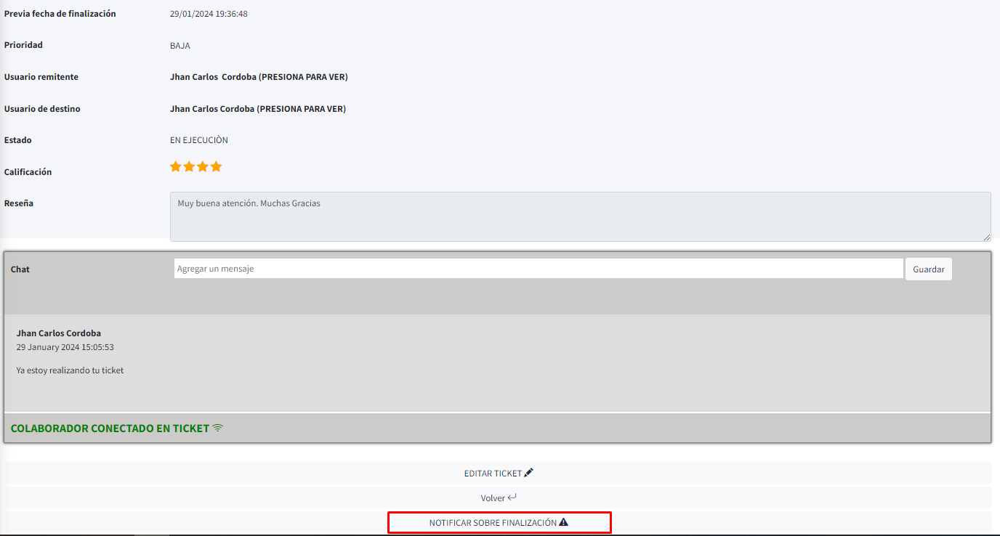 Previa fecha de finalización 29/01/2024 19:36:48
Prioridad BAJA
Usuario remitente Jhan Carlos  Cordoba (PRESIONA PARA VER)
Usuario de destino Jhan Carlos Cordoba (PRESIONA PARA VER)
Estado EN EJECUCIÒN
Calificación
Reseña Muy buena atención. Muchas Gracias
Chat Agregar un mensaje Guardar
Jhan Carlos Cordoba
29 January 2024 15:05:53
Ya estoy realizando tu ticket
COLABORADOR CONECTADO EN TICKET
EDITAR TICKET
Volver
NOTIFICAR SOBRE FINALIZACIÓN